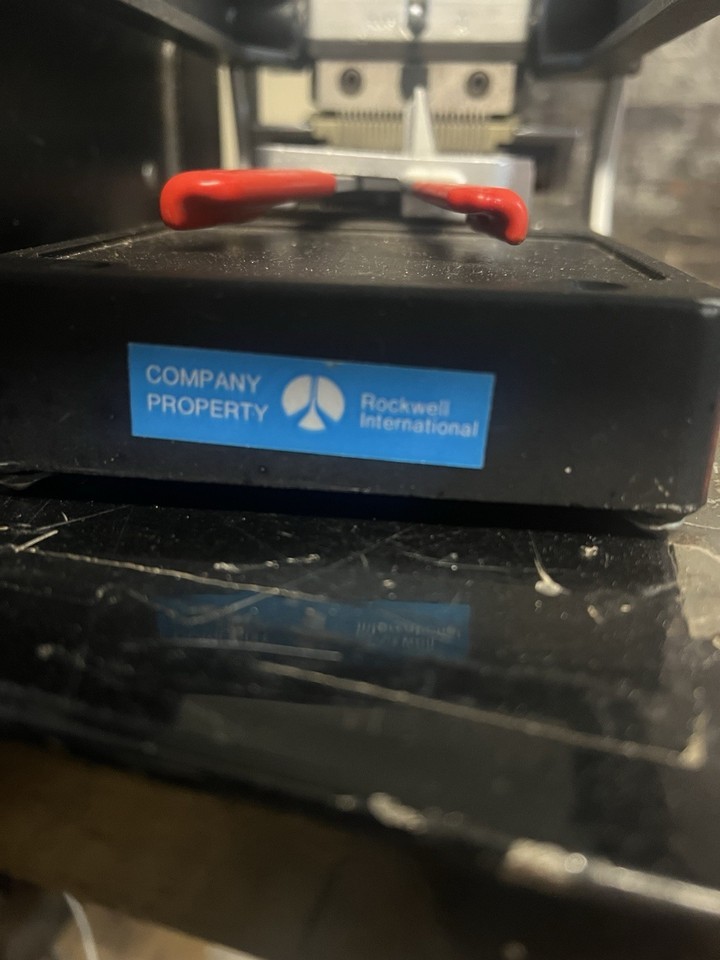 COMPANY
PROPERTY
Rockwell
International